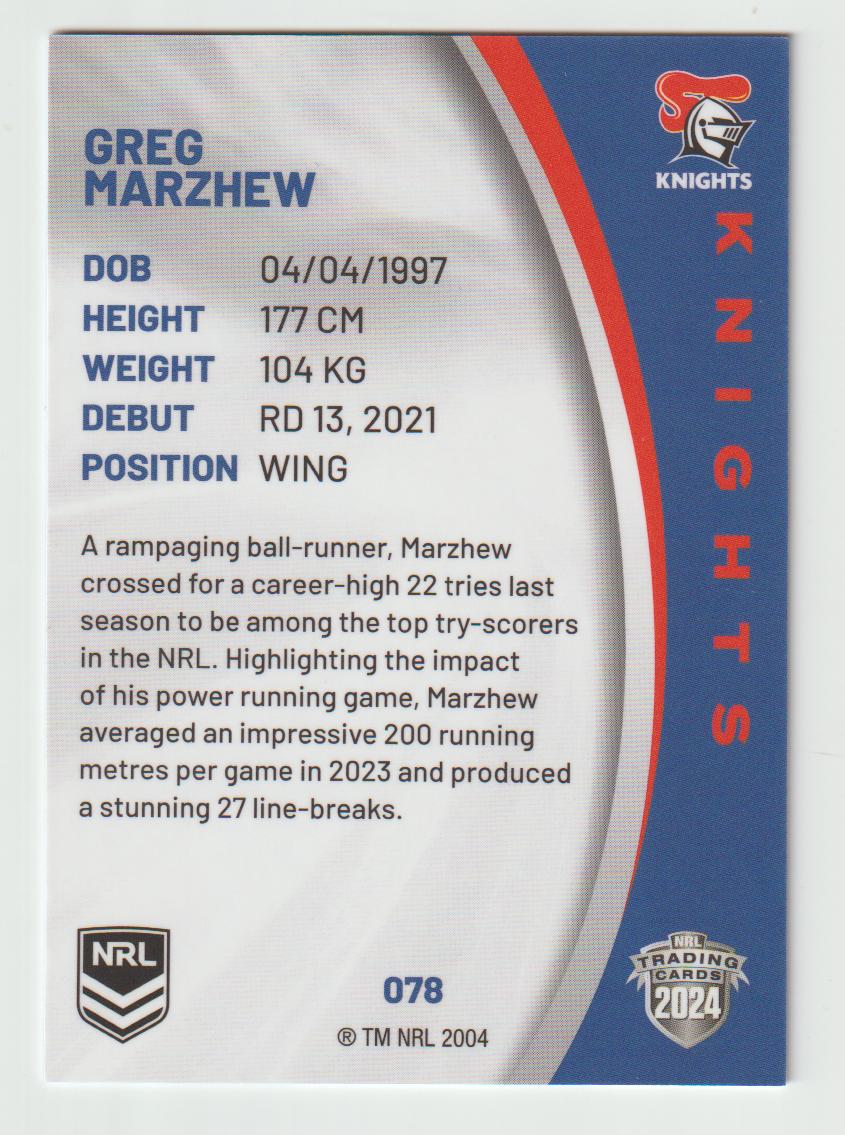 GREG
MARZHEW
DOB 04/04/1997
HEIGHT 177 CM
WEIGHT 104 KG
DEBUT RD 13, 2021
POSITION WING
A rampaging ball-runner, Marzhew
crossed for a career-high 22 tries last
season to be among the top try-scorers
in the NRL. Highlighting the impact
of his power running game, Marzhew
averaged an impressive 200 running
metres per game in 2023 and produced
a stunning 27 line-breaks.
KNIGHTS
KNIGHTS
NRL
078
® TM NRL 2004
NRL
TRADING
CARDS
2024